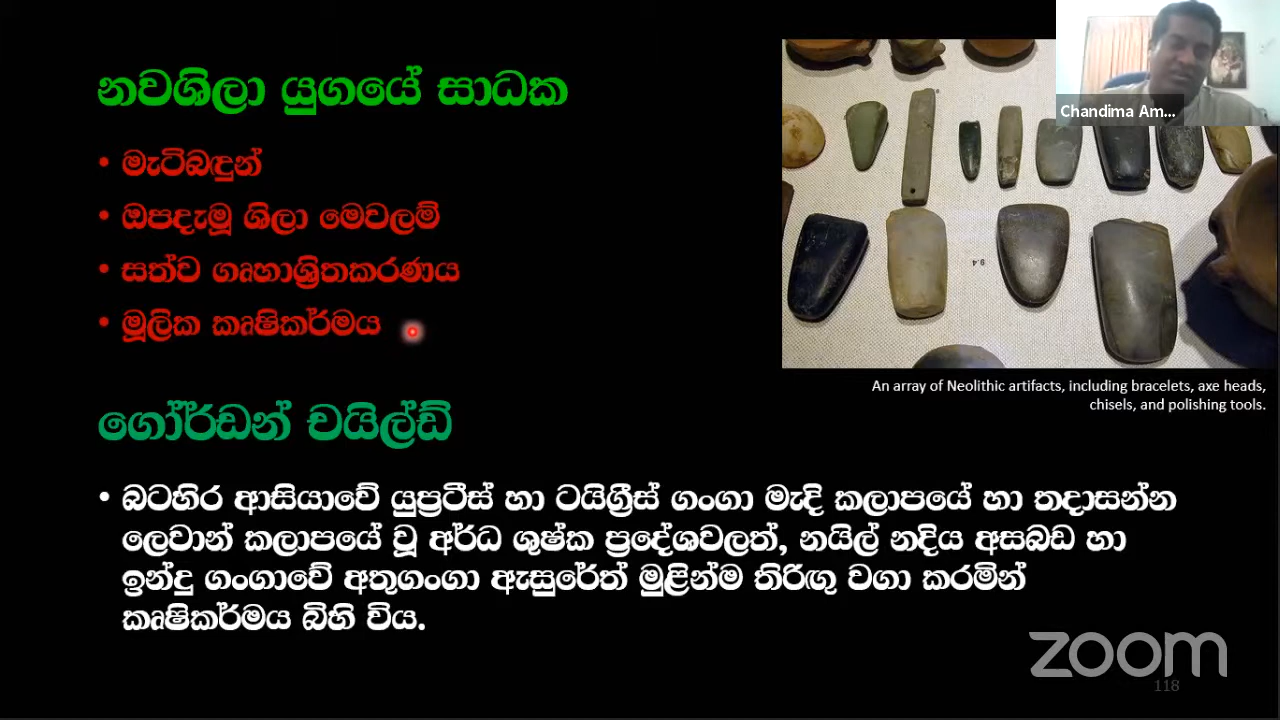 නවශිලා යුගයේ සාධක
• මැටිබඳුන්
• ඔපදැමූ ශිලා මෙවලම්
• සත්ව ගෘහාශ්‍රිතකරණය
• මූලික කෘෂිකර්මය
Chandima Am...
An array of Neolithic artifacts, including bracelets, axe heads,
chisels, and polishing tools.
ගෝර්ඩන් චයිල්ඩ්
• බටහිර ආසියාවේ යුප්‍රටීස් හා ටයිග්‍රීස් ගංගා මැදි කලාපයේ හා තදාසන්න
ලෙවාන් කලාපයේ වූ අර්ධ ශුෂ්ක ප්‍රදේශවලත්, නයිල් නදිය අසබඩ හා
ඉන්දු ගංගාවේ අතුගංගා ඇසුරේත් මුළින්ම තිරිඟු වගා කරමින්
කෘෂිකර්මය බිහි විය.
zoom
118